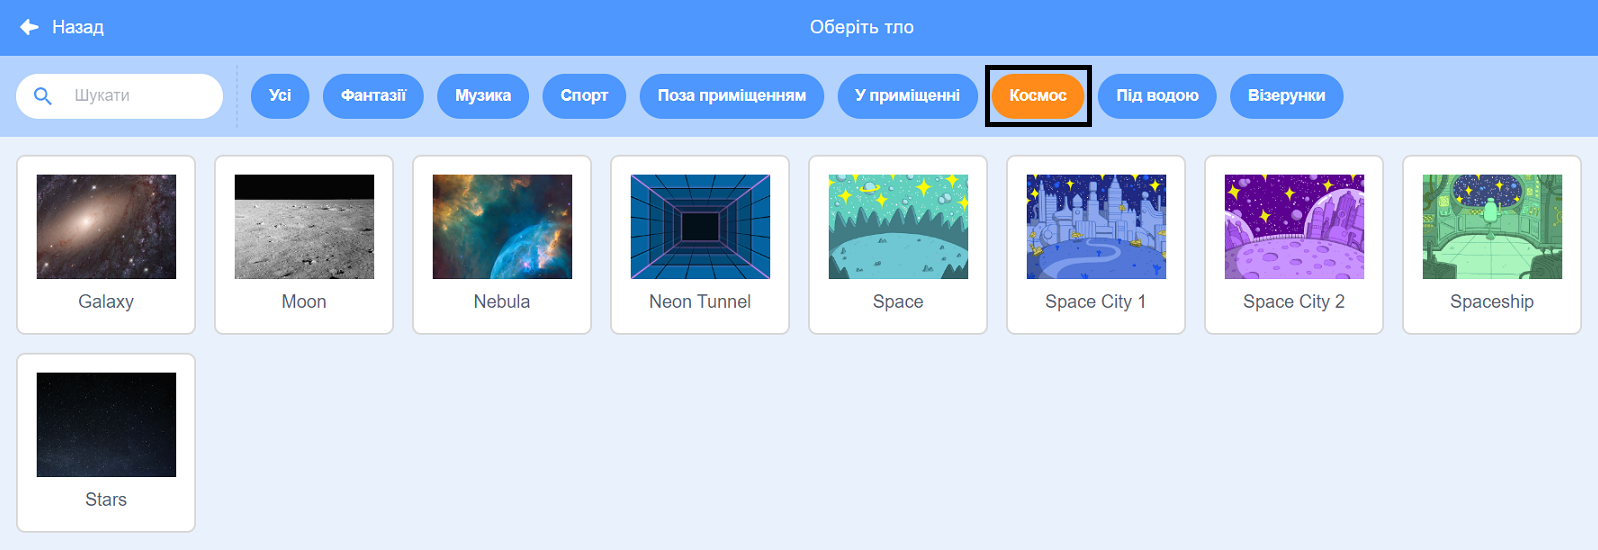 Назад
Оберіть тло
Шукати
Усі
Фантазії
Музика
Спорт
Поза приміщенням
У приміщенні
Космос
Під водою
Візерунки
Galaxy
Moon
Nebula
Neon Tunnel
Space
Space City 1
Space City 2
Spaceship
Stars